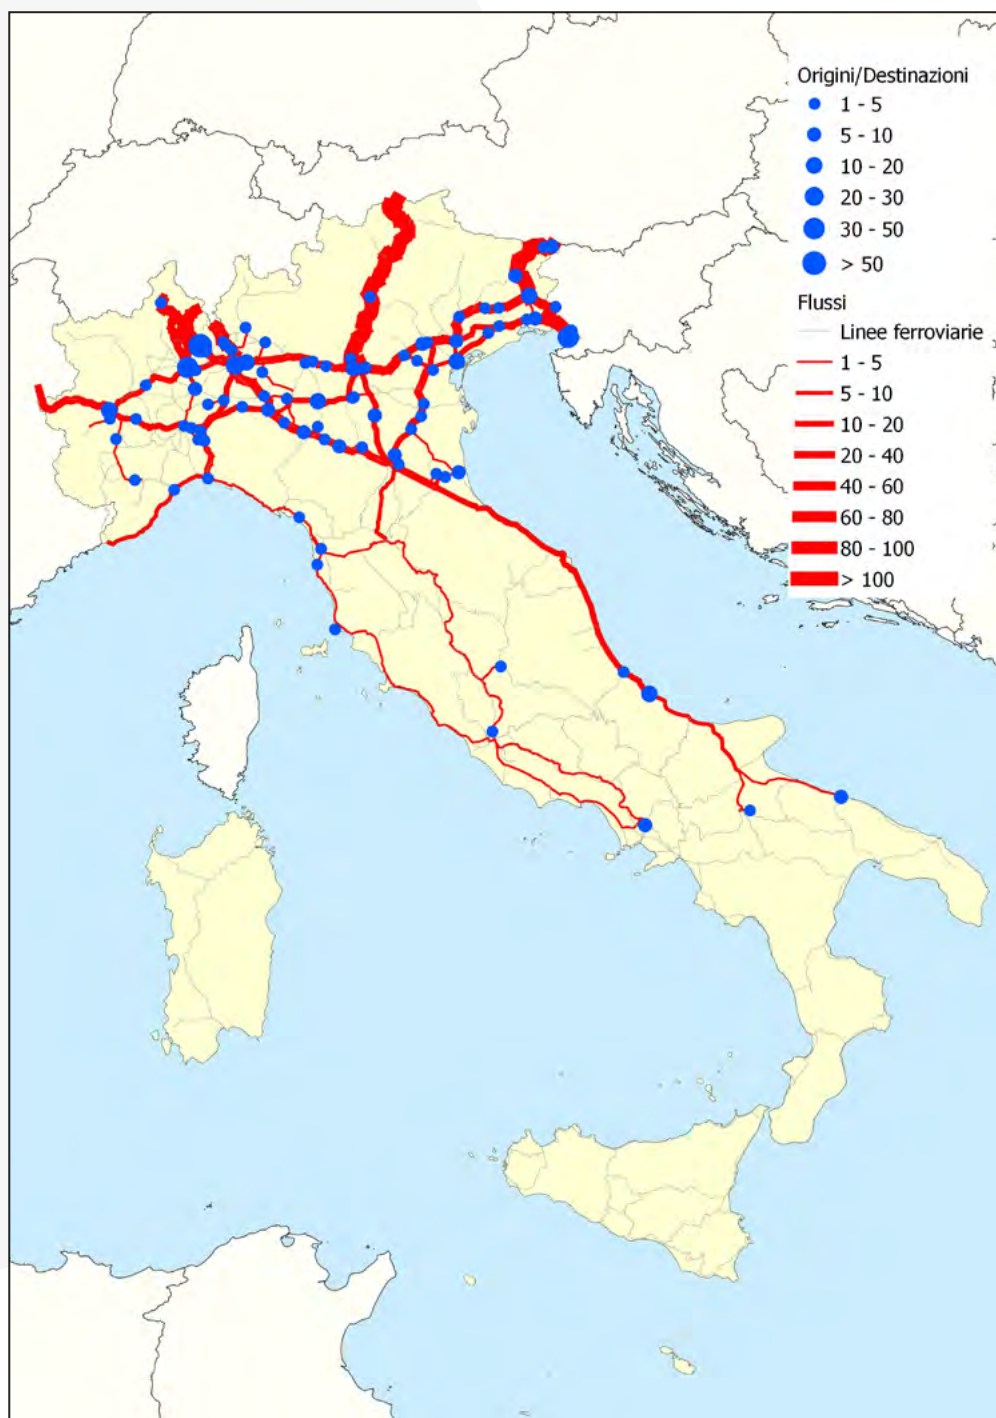 Origini/Destinazioni
1 - 5
5 - 10
10 - 20
20 - 30
30 - 50
> 50
Flussi
Linee ferroviarie
1 - 5
5 - 10
10 - 20
20 - 40
40 - 60
60 - 80
80 - 100
> 100